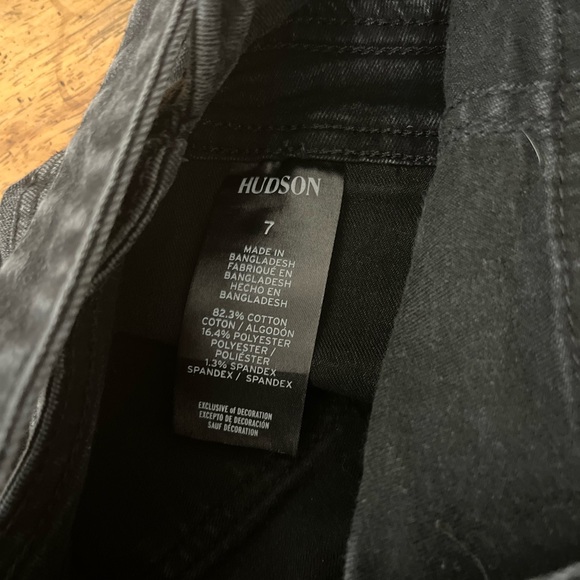 HUDSON
7
MADE IN
BANGLADESH
FABRIQUÉ EN
BANGLADESH
HECHO EN
BANGLADESH
82.3% COTTON
COTON / ALGODÓN
16.4% POLYESTER
POLYESTER /
POLIÉSTER
1.3% SPANDEX
SPANDEX / SPANDEX
EXCLUSIVE of DECORATION
EXCEPTO DE DECORACIÓN
SAUF DÉCORATION